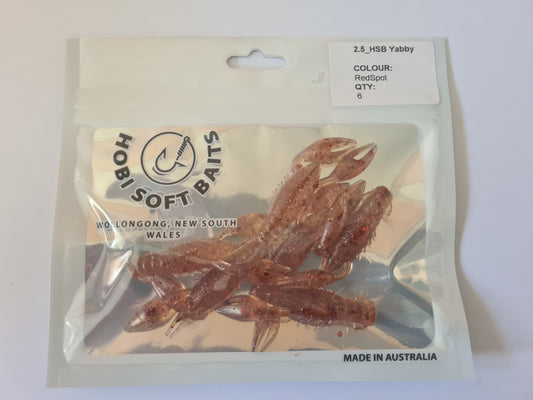 2.5_HSB Yabby
COLOUR:
RedSpot
QTY:
6
HOBI SOFT BAITS
WOLLONGONG, NEW SOUTH
WALES
MADE IN AUSTRALIA